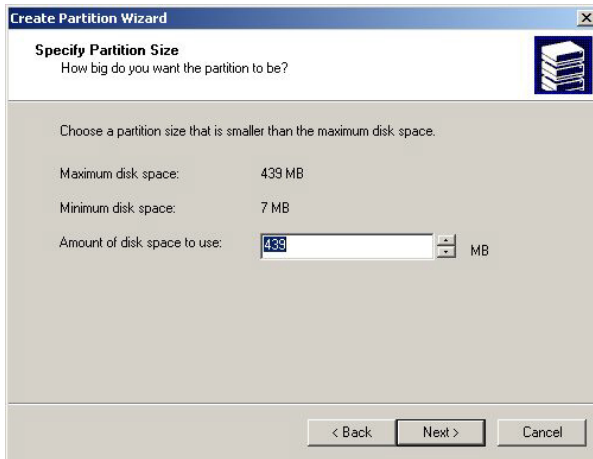 Create Partition Wizard
Specify Partition Size
How big do you want the partition to be?
Choose a partition size that is smaller than the maximum disk space.
Maximum disk space: 439 MB
Minimum disk space: 7 MB
Amount of disk space to use: 439 MB
< Back Next > Cancel